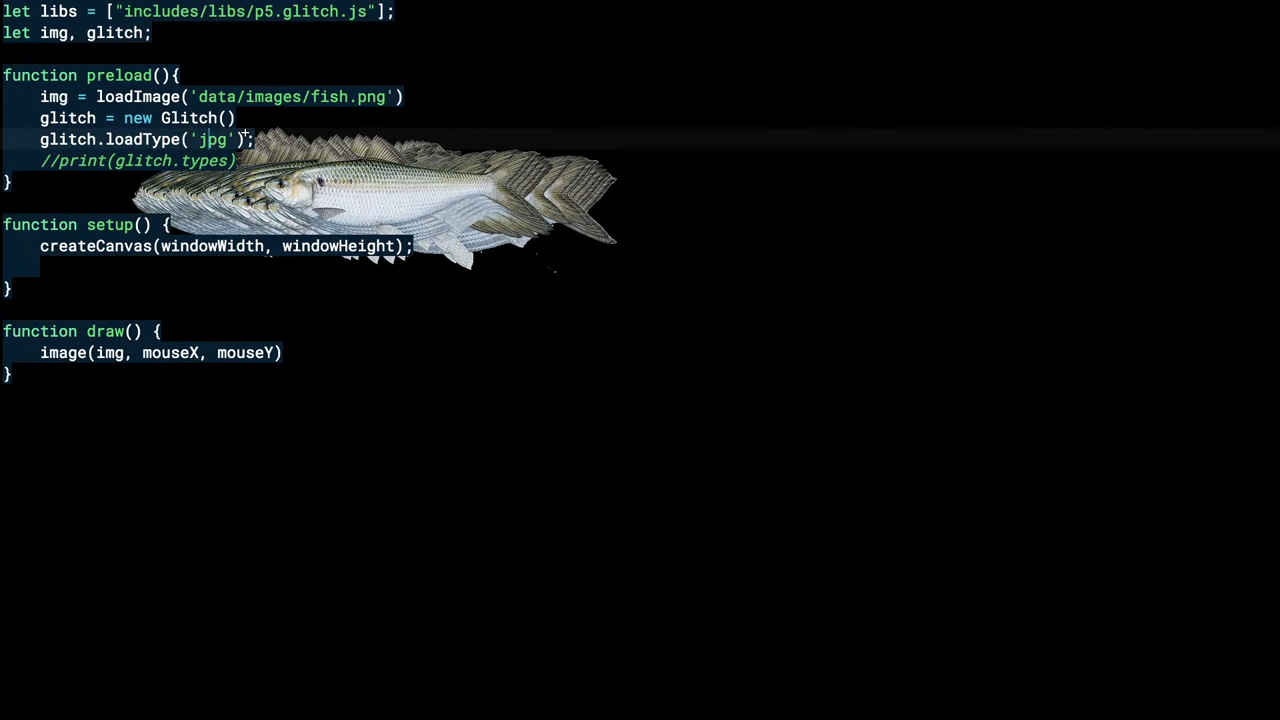 let libs = ["includes/libs/p5.glitch.js"];
let img, glitch;
function preload(){
img = loadImage('data/images/fish.png')
glitch = new Glitch()
glitch.loadType('jpg');
//print(glitch.types)
}
function setup() {
createCanvas(windowWidth, windowHeight);
}
function draw() {
image(img, mouseX, mouseY)
}